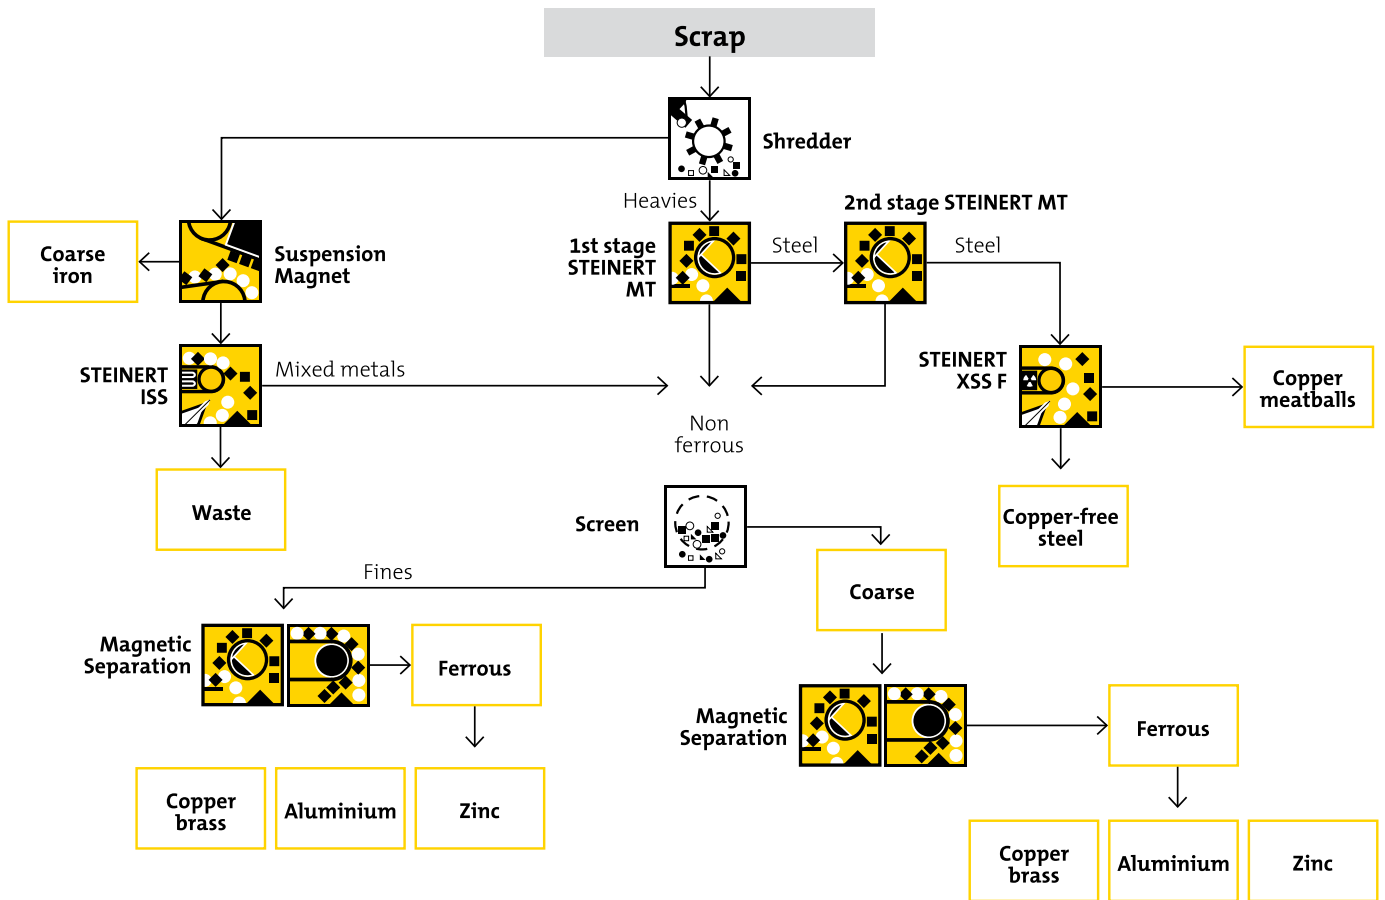 Scrap
Shredder
Heavies
2nd stage STEINERT MT
Coarse
iron
Suspension
Magnet
1st stage
STEINERT
MT
Steel
Steel
STEINERT
ISS
Mixed metals
STEINERT
XSS F
Copper
meatballs
Non
ferrous
Waste
Screen
Copper-free
steel
Fines
Coarse
Magnetic
Separation
Ferrous
Magnetic
Separation
Ferrous
Copper
brass
Aluminium
Zinc
Copper
brass
Aluminium
Zinc